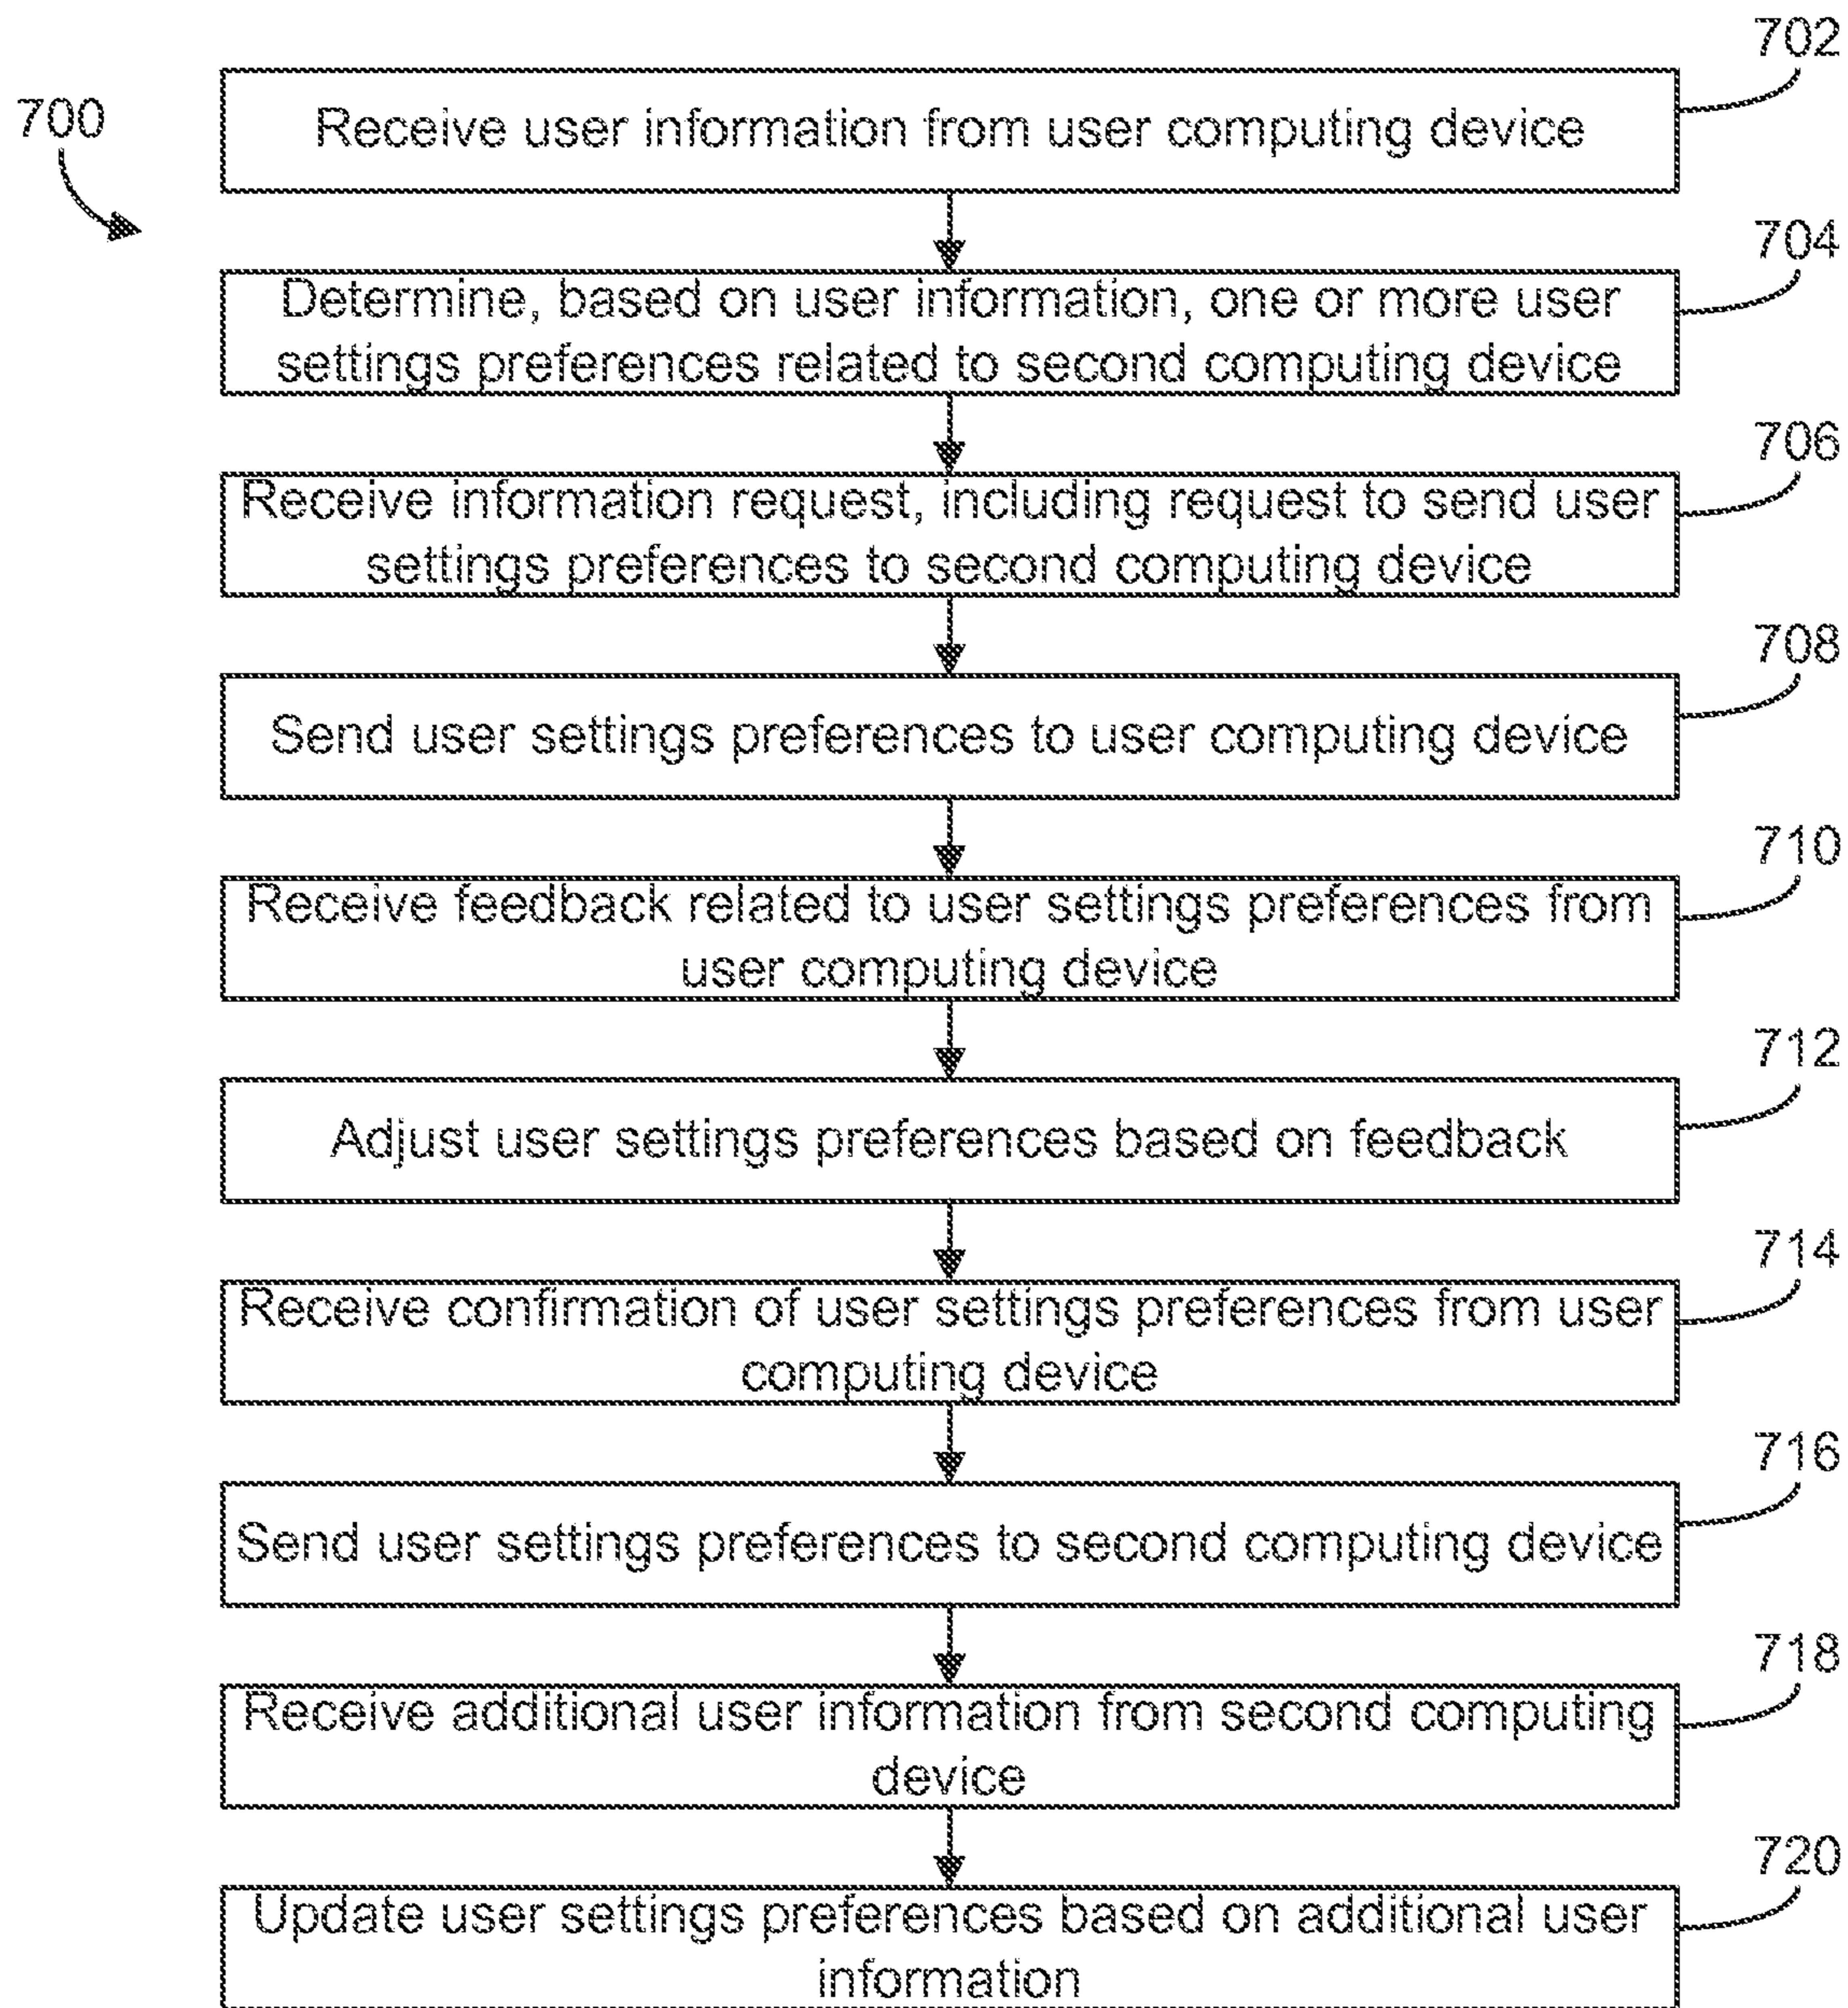 702
700
Receive user information from user computing device
704
Determine, based on user information, one or more user
settings preferences related to second computing device
706
Receive information request, including request to send user
settings preferences to second computing device
708
Send user settings preferences to user computing device
710
Receive feedback related to user settings preferences from
user computing device
712
Adjust user settings preferences based on feedback
714
Receive confirmation of user settings preferences from user
computing device
716
Send user settings preferences to second computing device
718
Receive additional user information from second computing
device
720
Update user settings preferences based on additional user
information